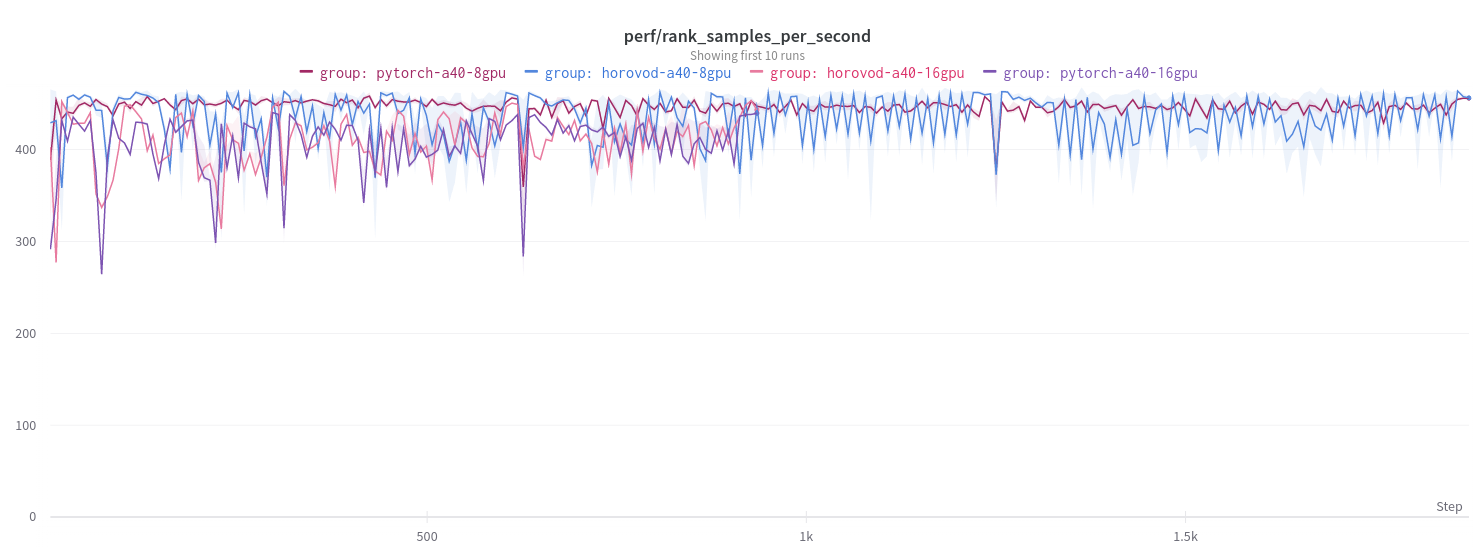 perf/rank_samples_per_second
Showing first 10 runs
group: pytorch-a40-8gpu group: horovod-a40-8gpu group: horovod-a40-16gpu group: pytorch-a40-16gpu
400
300
200
100
0
Step
500 1k 1.5k